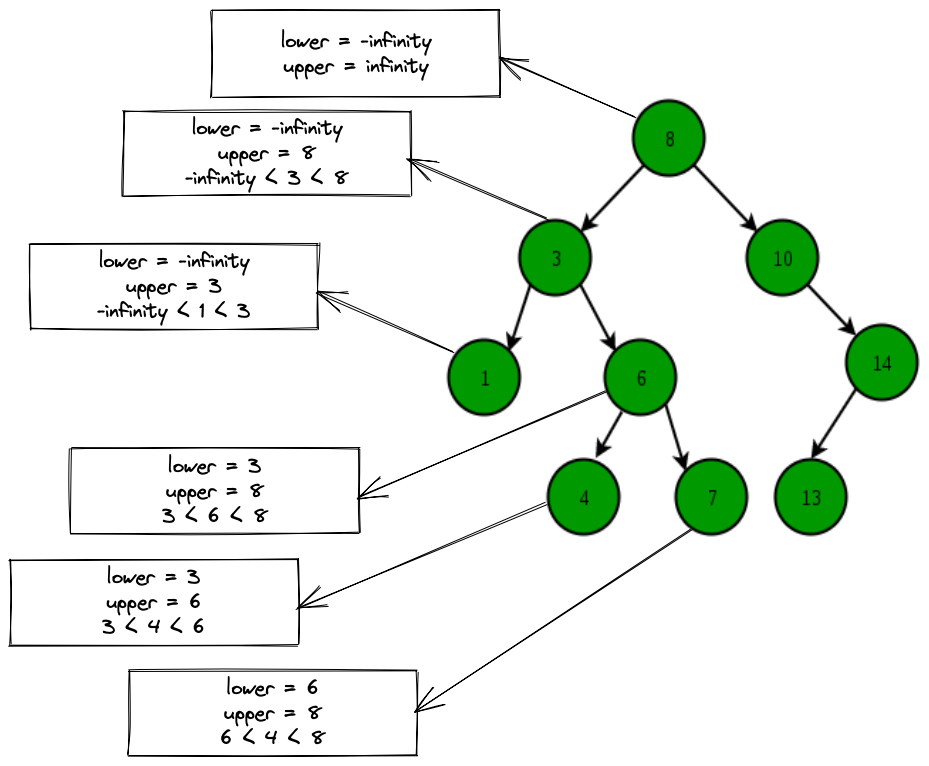 lower = -infinity
upper = infinity
8
lower = -infinity
upper = 8
-infinity < 3 < 8
3
10
lower = -infinity
upper = 3
-infinity < 1 < 3
1
6
14
lower = 3
upper = 8
3 < 6 < 8
4
7
13
lower = 3
upper = 6
3 < 4 < 6
lower = 6
upper = 8
6 < 4 < 8